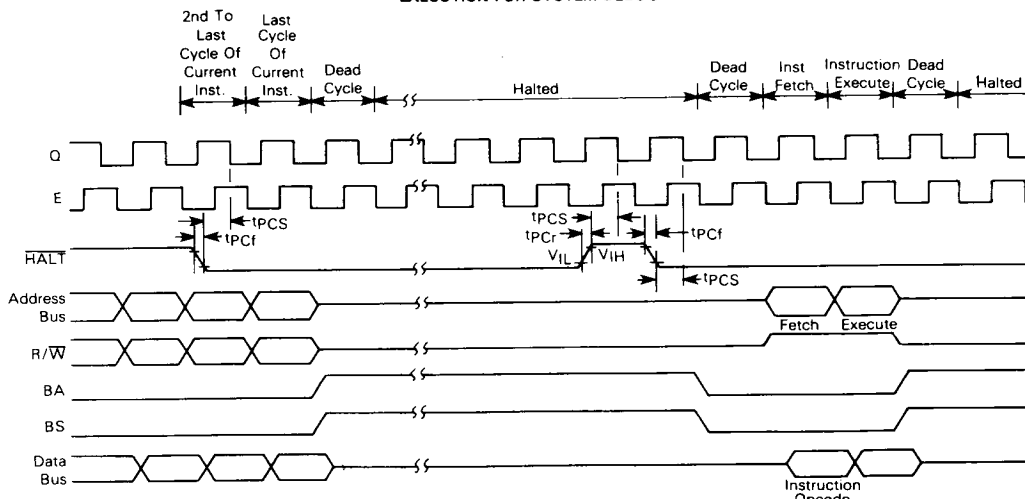 2nd To
Last
Cycle Of
Current
Inst.
Last
Cycle
Of
Current
Inst.
Dead
Cycle
Halted
Dead
Cycle
Inst
Fetch
Instruction
Execute
Dead
Cycle
Halted
Q
E
tPCS
tPCf
tPCS
tPCr
tPCf
HALT
VIL
VIH
tPCS
Address
Bus
Fetch
Execute
R/W
BA
BS
Data
Bus
Instruction